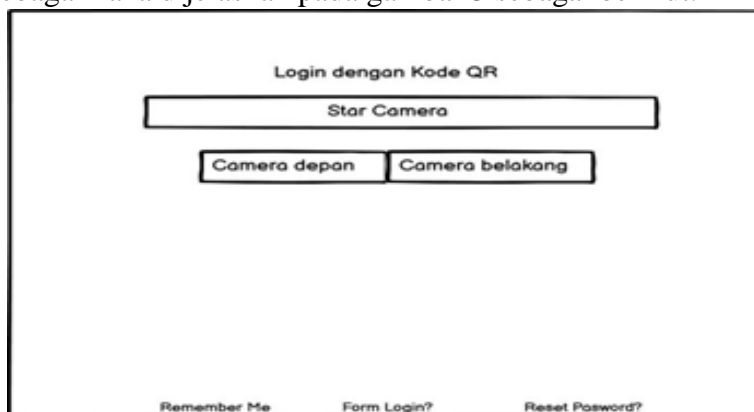 Login dengan Kode QR
Star Camera
Camera depan Camera belakang
Remember Me Form Login? Reset Pasword?